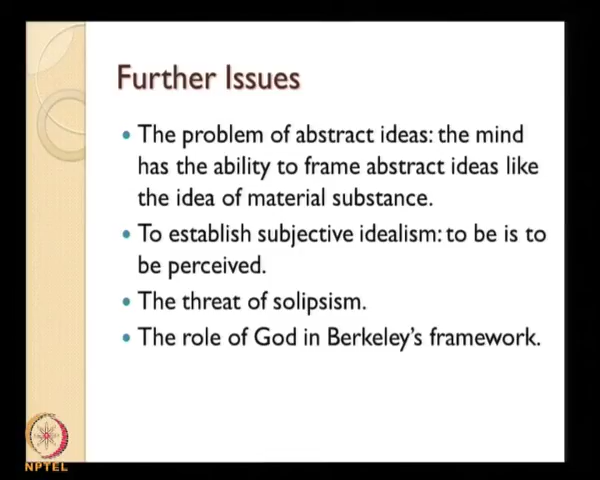 Further Issues
• The problem of abstract ideas: the mind
has the ability to frame abstract ideas like
the idea of material substance.
• To establish subjective idealism: to be is to
be perceived.
• The threat of solipsism.
• The role of God in Berkeley's framework.
NPTEL